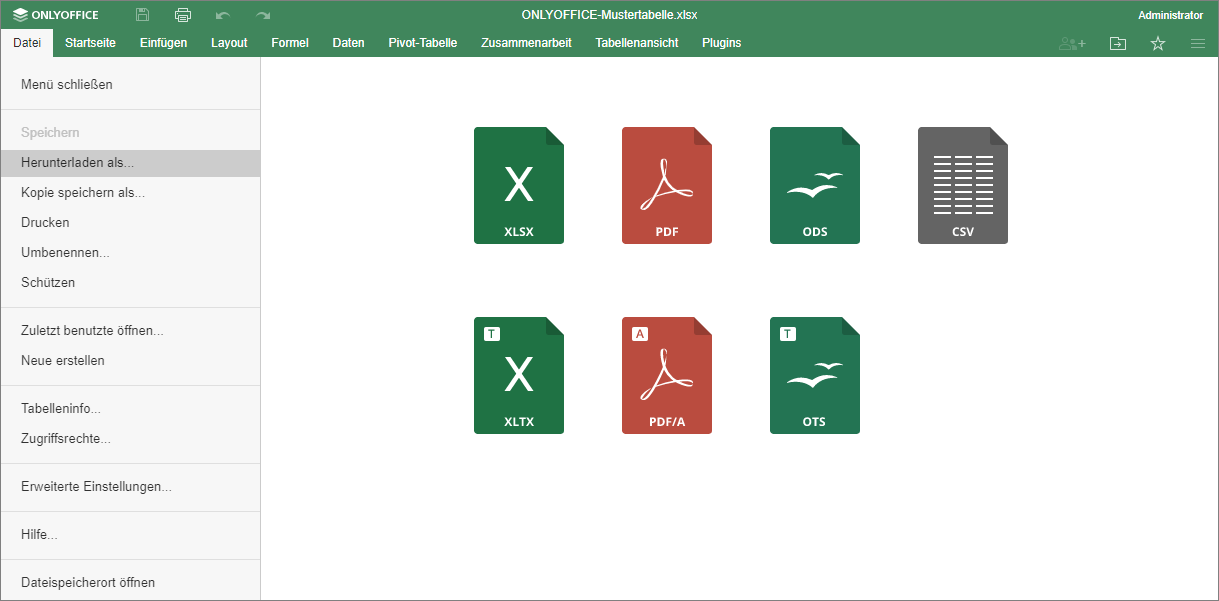 ONLYOFFICE
ONLYOFFICE-Mustertabelle.xlsx
Administrator
Datei Startseite Einfügen Layout Formel Daten Pivot-Tabelle Zusammenarbeit Tabellenansicht Plugins
Menü schließen
Speichern
Herunterladen als...
Kopie speichern als...
Drucken
Umbenennen...
Schützen
Zuletzt benutzte öffnen...
Neue erstellen
Tabelleninfo...
Zugriffsrechte...
Erweiterte Einstellungen...
Hilfe...
Dateispeicherort öffnen
X
XLSX
PDF
ODS
CSV
T
X
XLTX
A
PDF/A
T
OTS